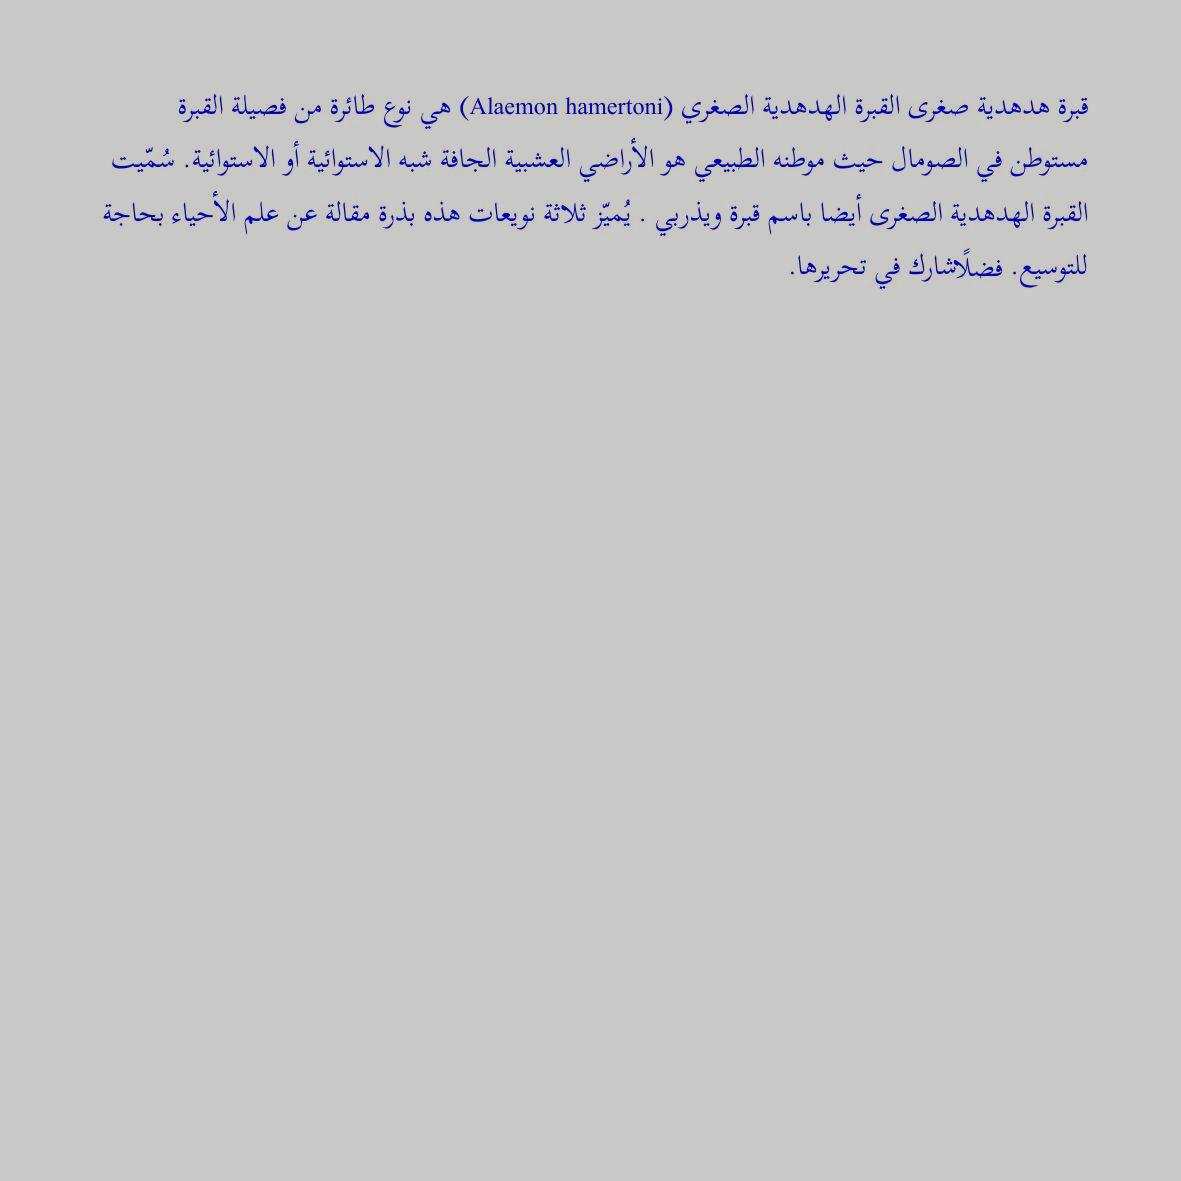 قبرة هدهدية صغرى القبرة الهدهدية الصغري (Alaemon hamertoni) هي نوع طائرة من فصيلة القبرة
مستوطن في الصومال حيث موطنه الطبيعي هو الأراضي العشبية الجافة شبه الاستوائية أو الاستوائية. سُمّيت
القبرة الهدهدية الصغرى أيضا باسم قبرة ويذربي . يُميّز ثلاثة نويعات هذه بذرة مقالة عن علم الأحياء بحاجة
للتوسيع. فضلًاشارك في تحريرها.